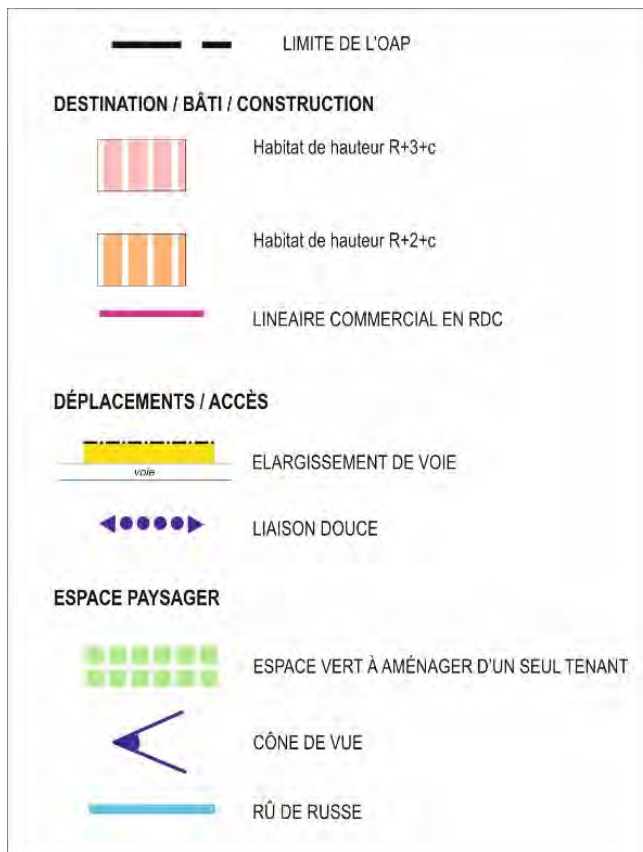 LIMITE DE L'OAP
DESTINATION / BÂTI / CONSTRUCTION
Habitat de hauteur R+3+c
Habitat de hauteur R+2+c
LINEAIRE COMMERCIAL EN RDC
DÉPLACEMENTS / ACCÈS
voie
ELARGISSEMENT DE VOIE
LIAISON DOUCE
ESPACE PAYSAGER
ESPACE VERT À AMÉNAGER D'UN SEUL TENANT
CÔNE DE VUE
RÛ DE RUSSE